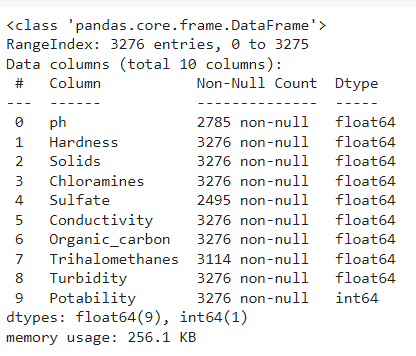 <class 'pandas.core.frame.DataFrame'>
RangeIndex: 3276 entries, 0 to 3275
Data columns (total 10 columns):
 #   Column           Non-Null Count  Dtype
---  ------           --------------  -----
 0   ph               2785 non-null   float64
 1   Hardness         3276 non-null   float64
 2   Solids           3276 non-null   float64
 3   Chloramines      3276 non-null   float64
 4   Sulfate          2495 non-null   float64
 5   Conductivity     3276 non-null   float64
 6   Organic_carbon   3276 non-null   float64
 7   Trihalomethanes  3114 non-null   float64
 8   Turbidity        3276 non-null   float64
 9   Potability       3276 non-null   int64
dtypes: float64(9), int64(1)
memory usage: 256.1 KB